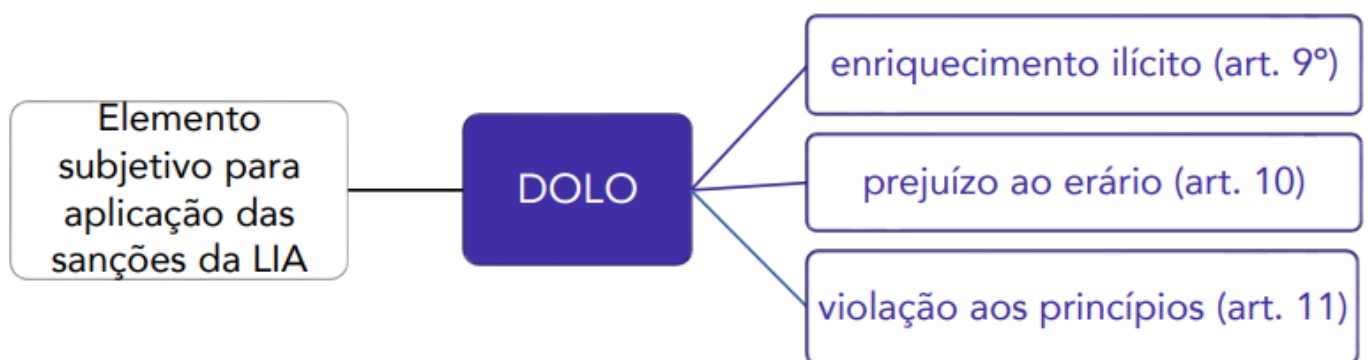 Elemento
subjetivo para
aplicação das
sanções da LIA
DOLO
enriquecimento ilícito (art. 9º)
prejuízo ao erário (art. 10)
violação aos princípios (art. 11)